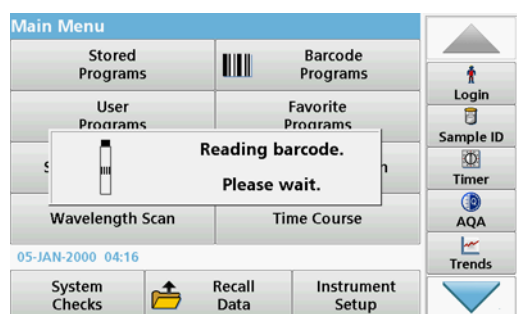 Main Menu
Stored
Programs
Barcode
Programs
User
Programs
Favorite
Programs
Reading barcode.
Please wait.
Wavelength Scan
Time Course
05-JAN-2000 04:16
System
Checks
Recall
Data
Instrument
Setup
Login
Sample ID
Timer
AQA
Trends